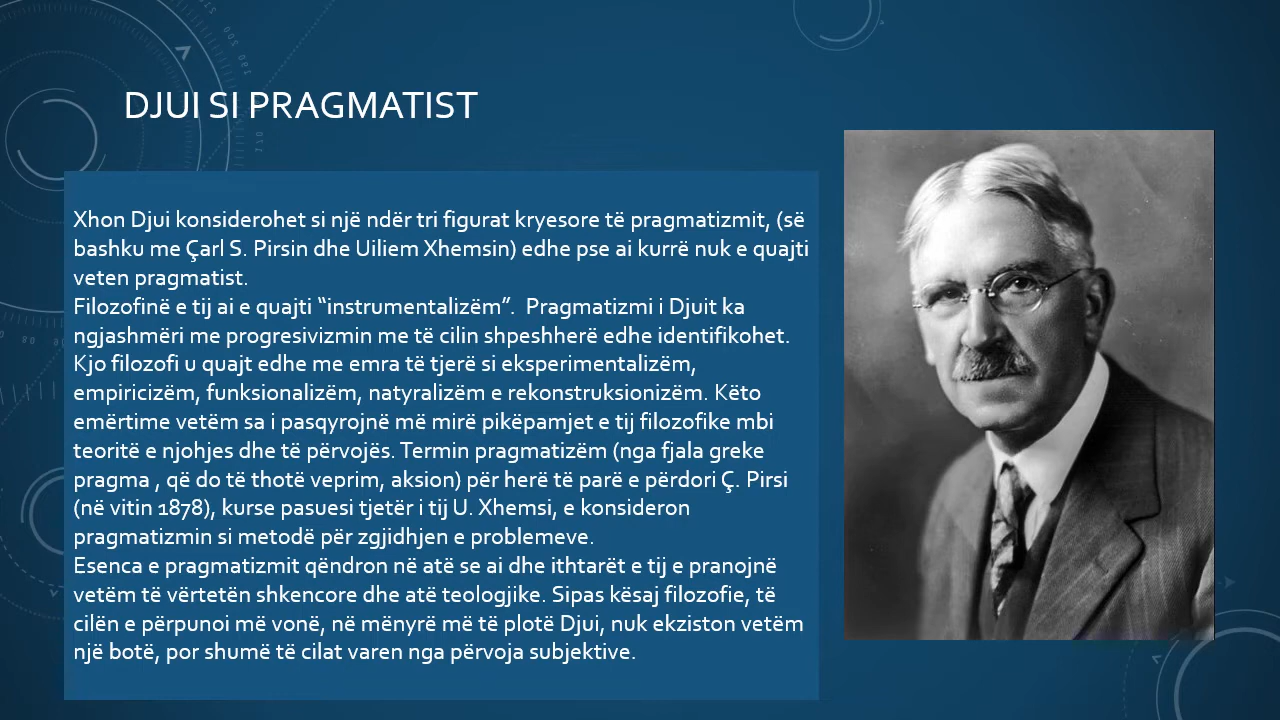 DJUI SI PRAGMATIST
Xhon Djui konsiderohet si një ndër tri figurat kryesore të pragmatizmit, (së
bashku me Çarl S. Pirsin dhe Uiliem Xhemsin) edhe pse ai kurrë nuk e quajti
veten pragmatist.
Filozofinë e tij ai e quajti “instrumentalizëm”.  Pragmatizmi i Djuit ka
ngjashmëri me progresivizmin me të cilin shpeshherë edhe identifikohet.
Kjo filozofi u quajt edhe me emra të tjerë si eksperimentalizëm,
empiricizëm, funksionalizëm, natyralizëm e rekonstruksionizëm. Këto
emërtime vetëm sa i pasqyrojnë më mirë pikëpamjet e tij filozofike mbi
teoritë e njohjes dhe të përvojës. Termin pragmatizëm (nga fjala greke
pragma , që do të thotë veprim, aksion) për herë të parë e përdori Ç. Pirsi
(në vitin 1878), kurse pasuesi tjetër i tij U. Xhemsi, e konsideron
pragmatizmin si metodë për zgjidhjen e problemeve.
Esenca e pragmatizmit qëndron në atë se ai dhe ithtarët e tij e pranojnë
vetëm të vërtetën shkencore dhe atë teologjike. Sipas kësaj filozofie, të
cilën e përpunoi më vonë, në mënyrë më të plotë Djui, nuk ekziston vetëm
një botë, por shumë të cilat varen nga përvoja subjektive.